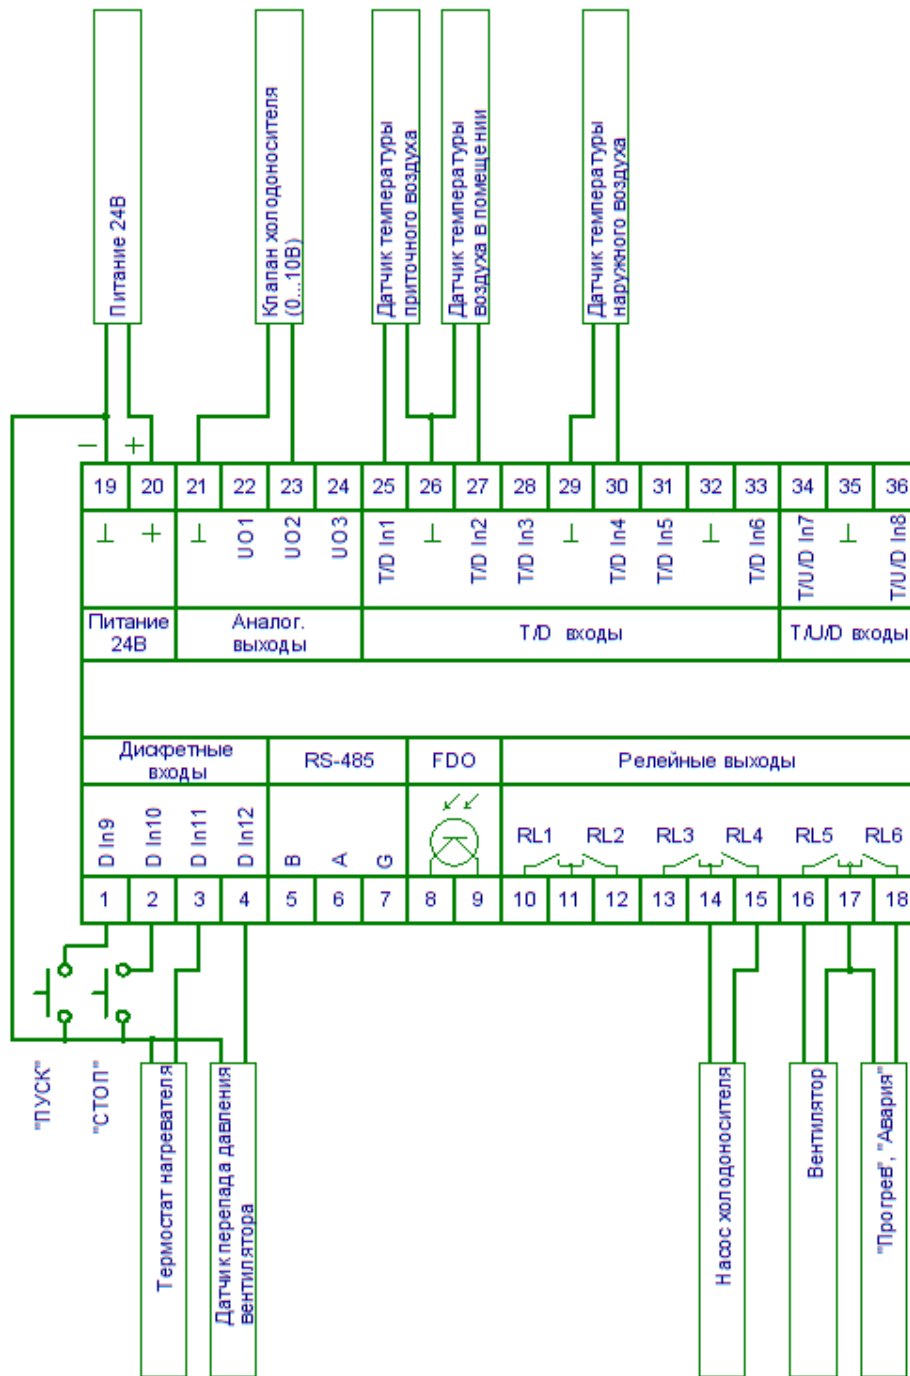 Питание 24В
Клапан холодоносителя
(0...10В)
Датчик температуры
приточного воздуха
Датчик температуры
воздуха в помещении
Датчик температуры
наружного воздуха
− +
19 20 21 22 23 24 25 26 27 28 29 30 31 32 33 34 35 36
⊥ + ⊥ UO1 UO2 UO3 T/D In1 ⊥ T/D In2 T/D In3 ⊥ T/D In4 T/D In5 ⊥ T/D In6 T/U/D In7 ⊥ T/U/D In8
Питание
24В
Аналог.
выходы
T/D входы
T/U/D входы
Дискретные
входы
RS-485
FDO
Релейные выходы
D In9 D In10 D In11 D In12 B A G
RL1 RL2 RL3 RL4 RL5 RL6
1 2 3 4 5 6 7 8 9 10 11 12 13 14 15 16 17 18
"ПУСК"
"СТОП"
Термостат нагревателя
Датчик перепада давления
вентилятора
Насос холодоносителя
Вентилятор
"Прогрев", "Авария"